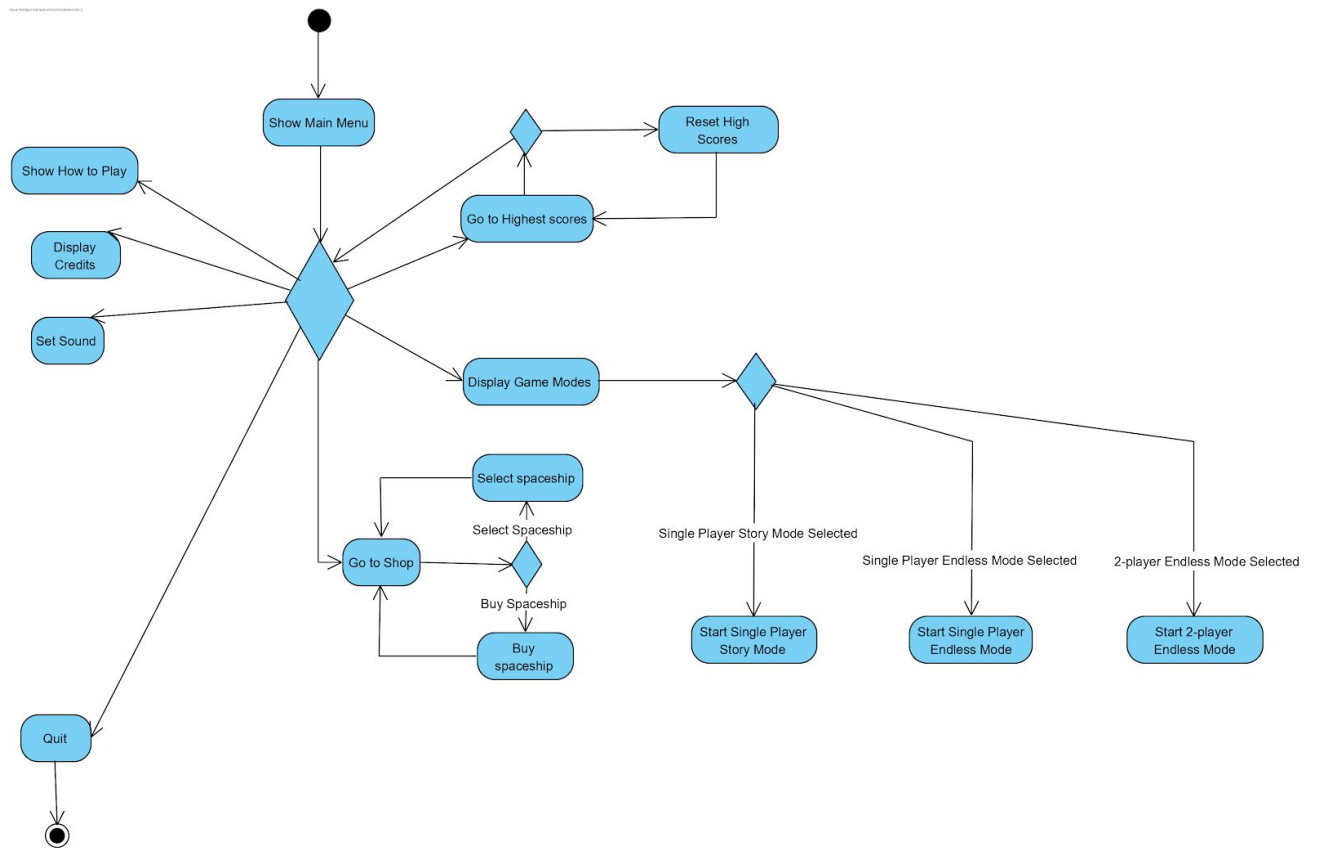 Show Main Menu
Reset High
Scores
Show How to Play
Go to Highest scores
Display
Credits
Set Sound
Display Game Modes
Select spaceship
Select Spaceship
Single Player Story Mode Selected
Go to Shop
Single Player Endless Mode Selected
2-player Endless Mode Selected
Buy Spaceship
Buy
spaceship
Start Single Player
Story Mode
Start Single Player
Endless Mode
Start 2-player
Endless Mode
Quit